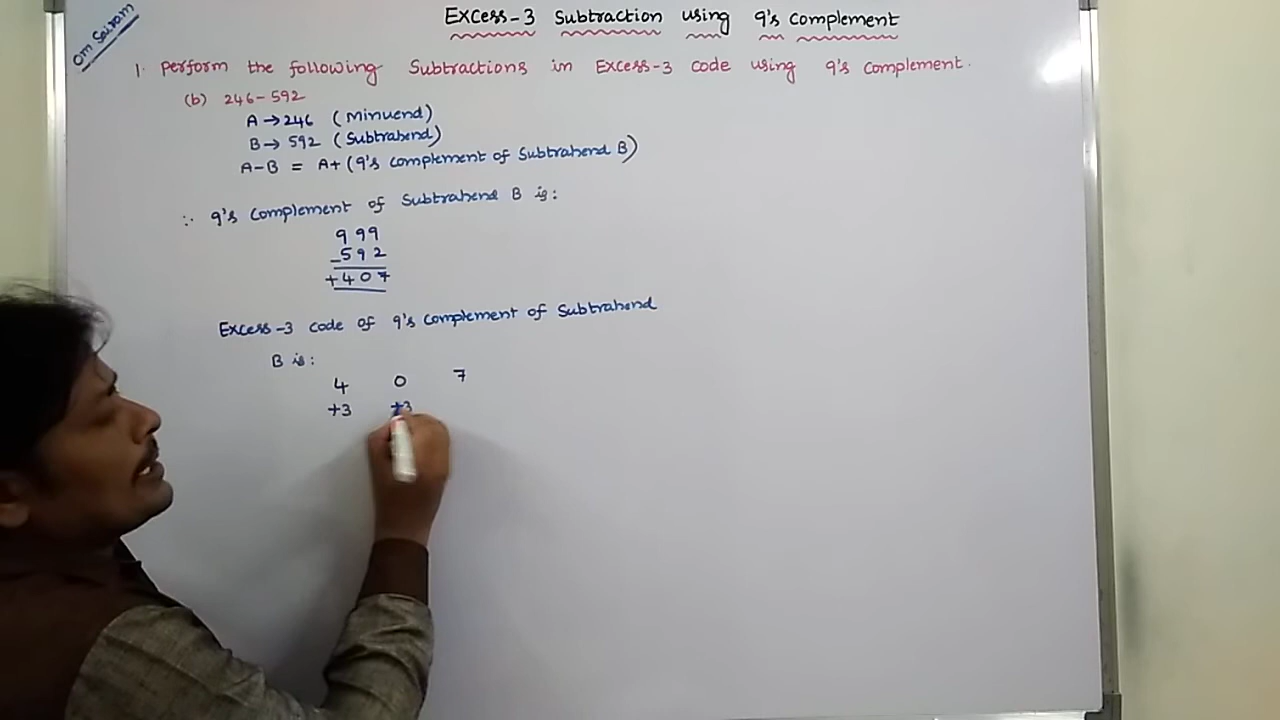 Om Sairam
Excess-3 Subtraction using 9's complement
1. Perform the following Subtractions in Excess-3 code using 9's complement.
(b) 246-592
A→246 (Minuend)
B→592 (Subtrahend)
A-B = A+(9's complement of Subtrahend B)
∴ 9's complement of Subtrahend B is:
999
-592
+407
Excess-3 code of 9's complement of Subtrahend
B is:
4 0 7
+3 +3